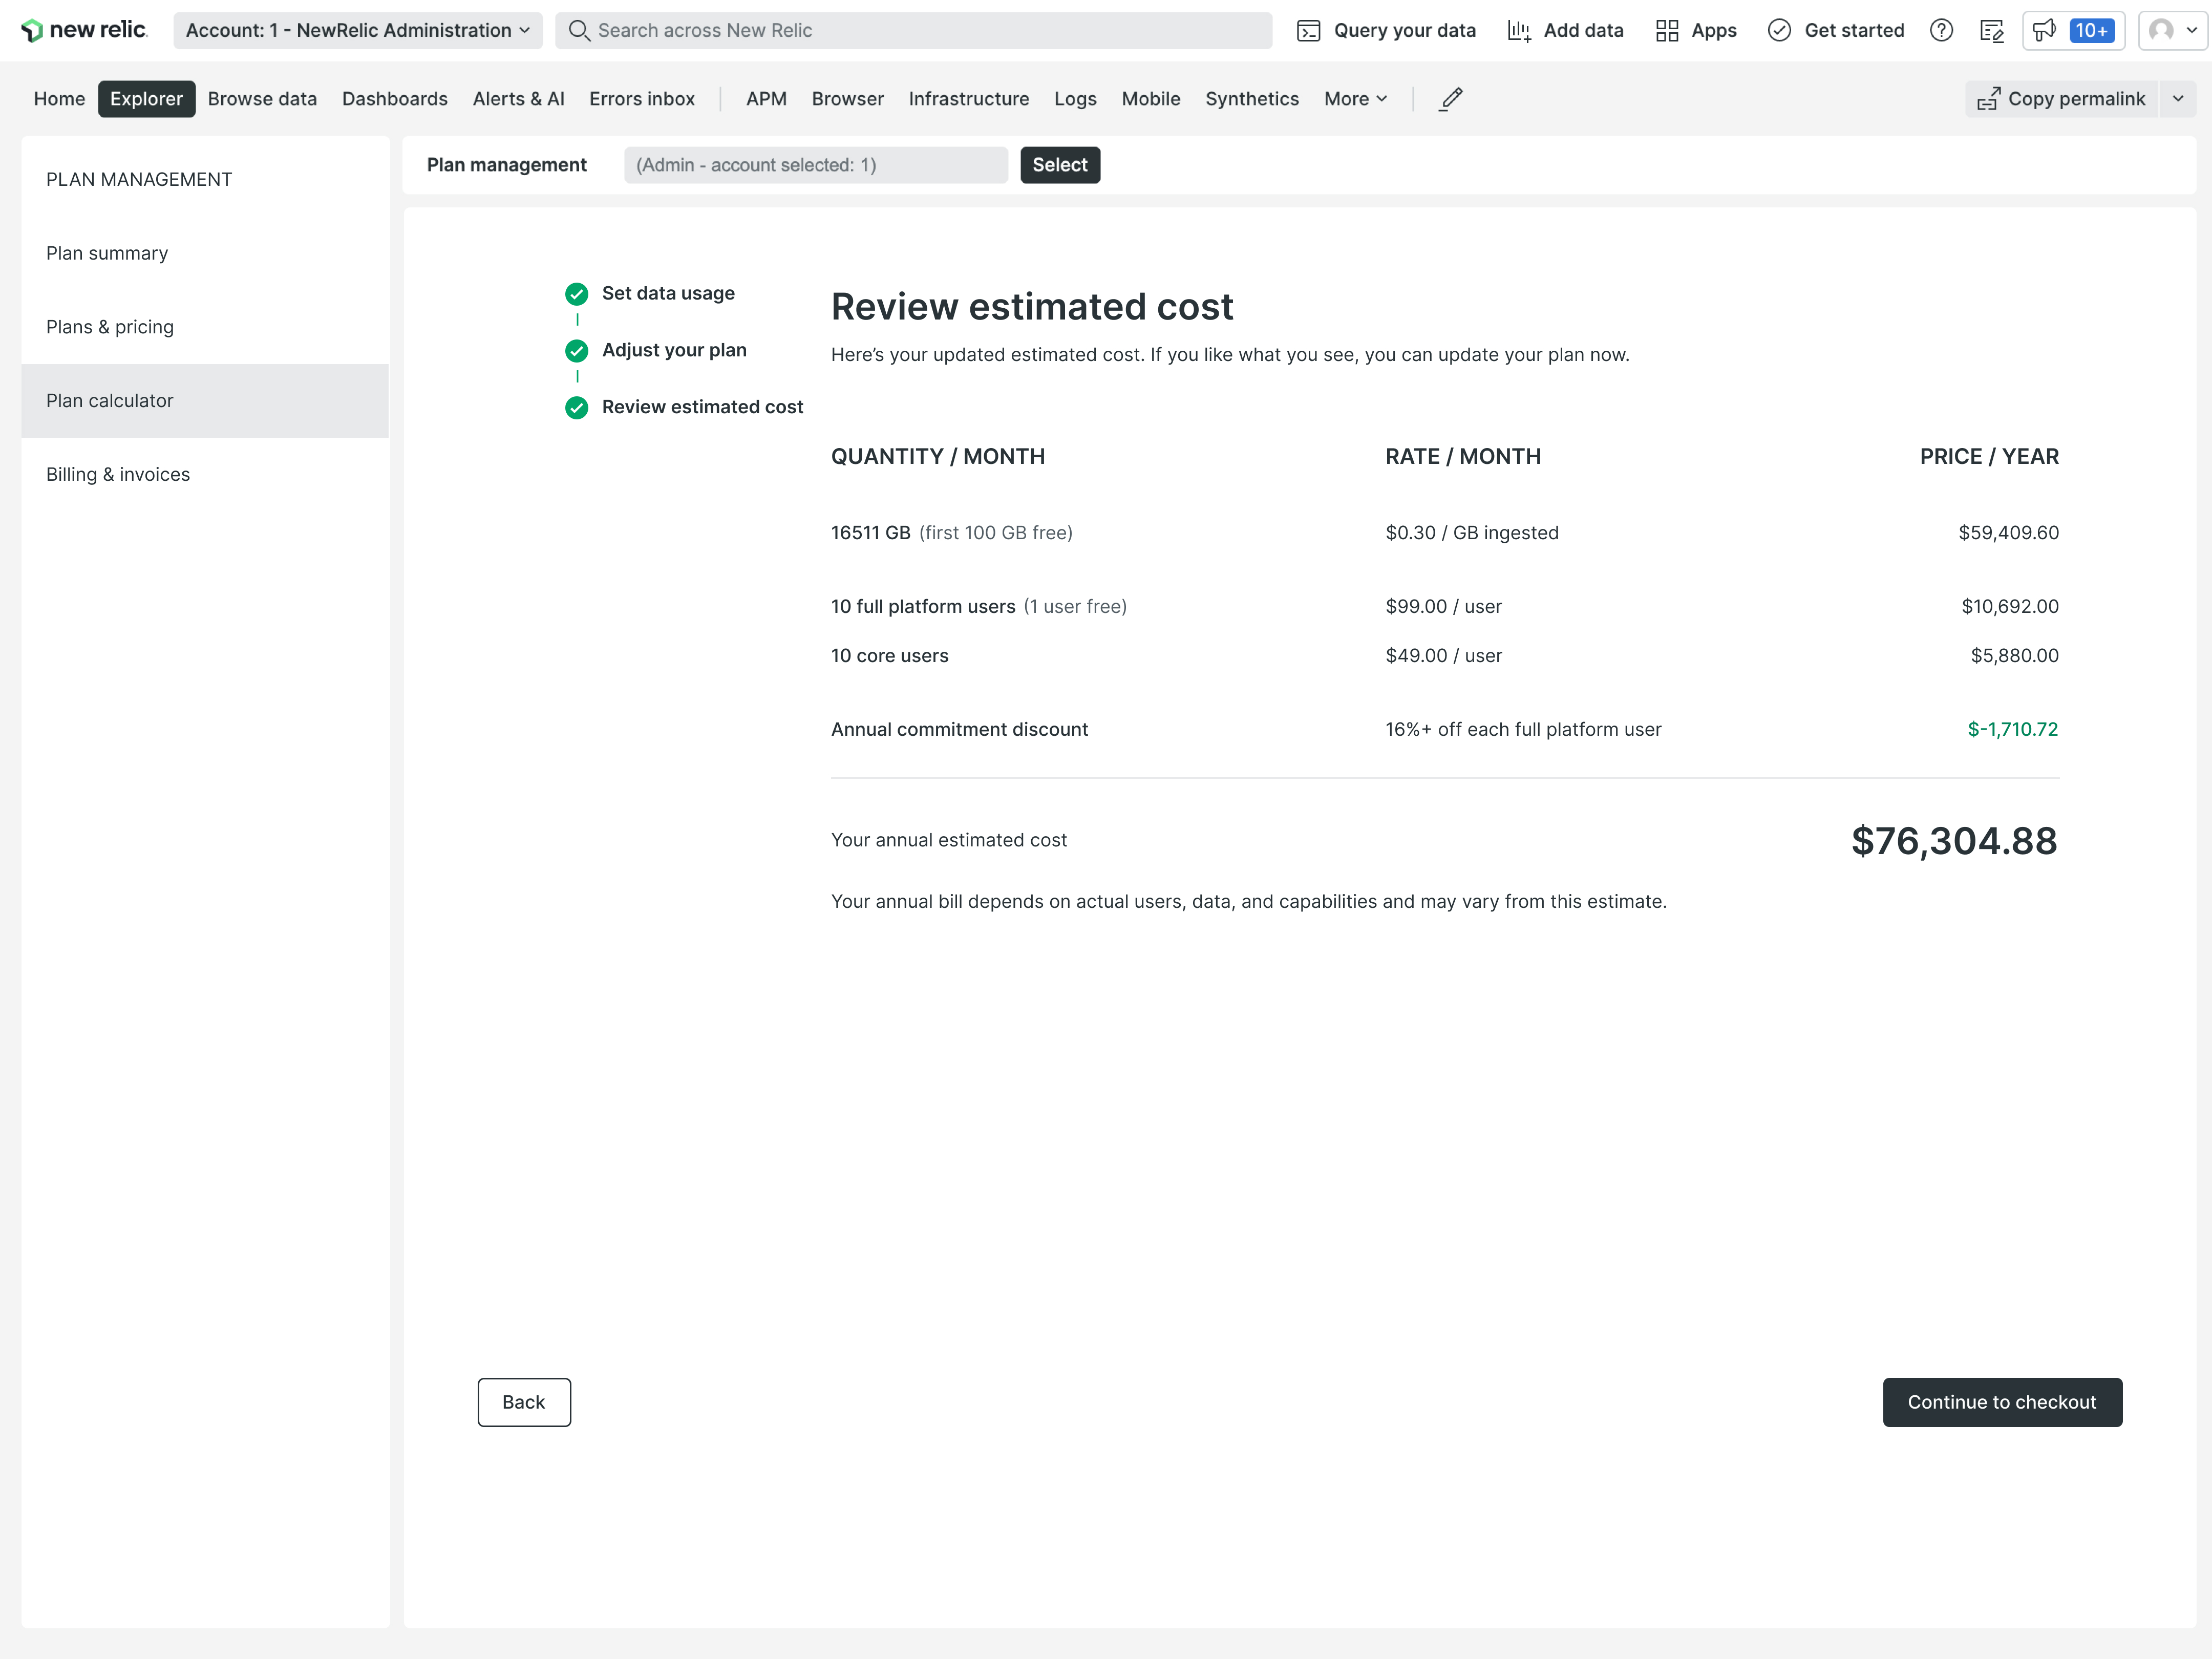 new relic.
Account: 1 - NewRelic Administration
Search across New Relic
Query your data
Add data
Apps
Get started
10+
Home
Explorer
Browse data
Dashboards
Alerts & AI
Errors inbox
APM
Browser
Infrastructure
Logs
Mobile
Synthetics
More
Copy permalink
PLAN MANAGEMENT
Plan summary
Plans & pricing
Plan calculator
Billing & invoices
Plan management
(Admin - account selected: 1)
Select
Set data usage
Adjust your plan
Review estimated cost
Review estimated cost
Here’s your updated estimated cost. If you like what you see, you can update your plan now.
QUANTITY / MONTH RATE / MONTH PRICE / YEAR
16511 GB (first 100 GB free) $0.30 / GB ingested $59,409.60
10 full platform users (1 user free) $99.00 / user $10,692.00
10 core users $49.00 / user $5,880.00
Annual commitment discount 16%+ off each full platform user $-1,710.72
Your annual estimated cost $76,304.88
Your annual bill depends on actual users, data, and capabilities and may vary from this estimate.
Back
Continue to checkout